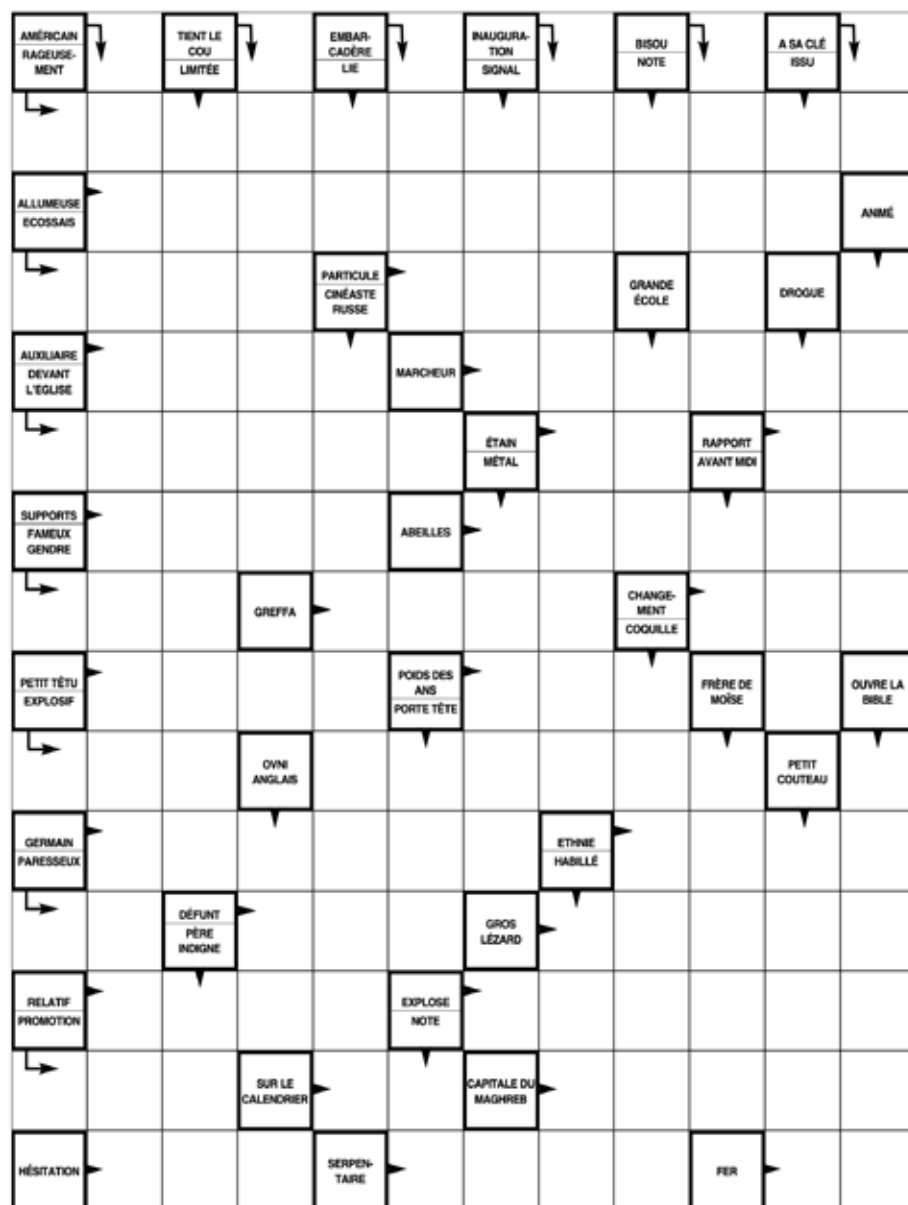 AMÉRICAIN
RAGEUSE-
MENT
TIENT LE
COU
LIMITÉE
EMBAR-
CADÈRE
LIE
INAUGURA-
TION
SIGNAL
BISOU
NOTE
A SA CLÉ
ISSU
ALLUMEUSE
ECOSSAIS
ANIMÉ
PARTICULE
CINÉASTE
RUSSE
GRANDE
ÉCOLE
DROGUE
AUXILIAIRE
DEVANT
L'EGLISE
MARCHEUR
ÉTAIN
MÉTAL
RAPPORT
AVANT MIDI
SUPPORTS
FAMEUX
GENDRE
ABEILLES
GREFFA
CHANGE-
MENT
COQUILLE
PETIT TÊTU
EXPLOSIF
POIDS DES
ANS
PORTE TÊTE
FRÈRE DE
MOÏSE
OUVRE LA
BIBLE
OVNI
ANGLAIS
PETIT
COUTEAU
GERMAIN
PARESSEUX
ETHNIE
HABILLÉ
DÉFUNT
PÈRE
INDIGNE
GROS
LÉZARD
RELATIF
PROMOTION
EXPLOSE
NOTE
SUR LE
CALENDRIER
CAPITALE DU
MAGHREB
HÉSITATION
SERPEN-
TAIRE
FER